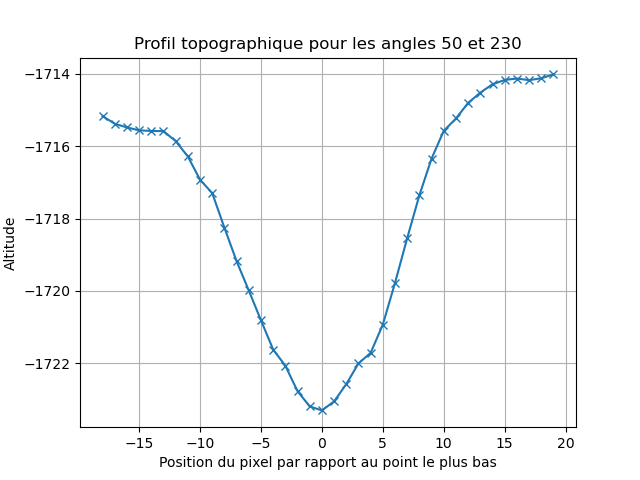 Profil topographique pour les angles 50 et 230
−1714
−1716
−1718
−1720
−1722
Altitude
−15 −10 −5 0 5 10 15 20
Position du pixel par rapport au point le plus bas